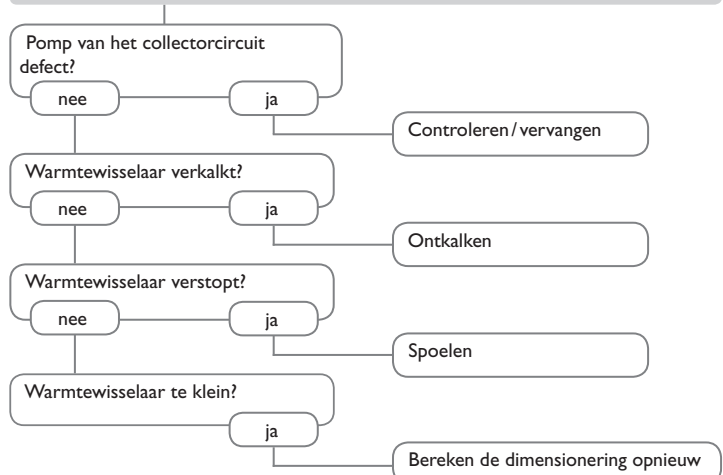 Pomp van het collectorcircuit
defect?
nee
ja
Controleren / vervangen
Warmtewisselaar verkalkt?
nee
ja
Ontkalken
Warmtewisselaar verstopt?
nee
ja
Spoelen
Warmtewisselaar te klein?
ja
Bereken de dimensionering opnieuw